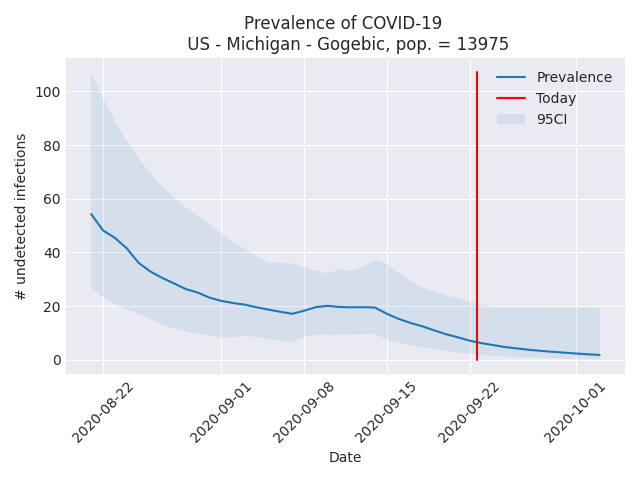 Prevalence of COVID-19
US - Michigan - Gogebic, pop. = 13975
Prevalence
Today
95CI
# undetected infections
100
80
60
40
20
0
2020-08-22
2020-09-01
2020-09-08
2020-09-15
2020-09-22
2020-10-01
Date